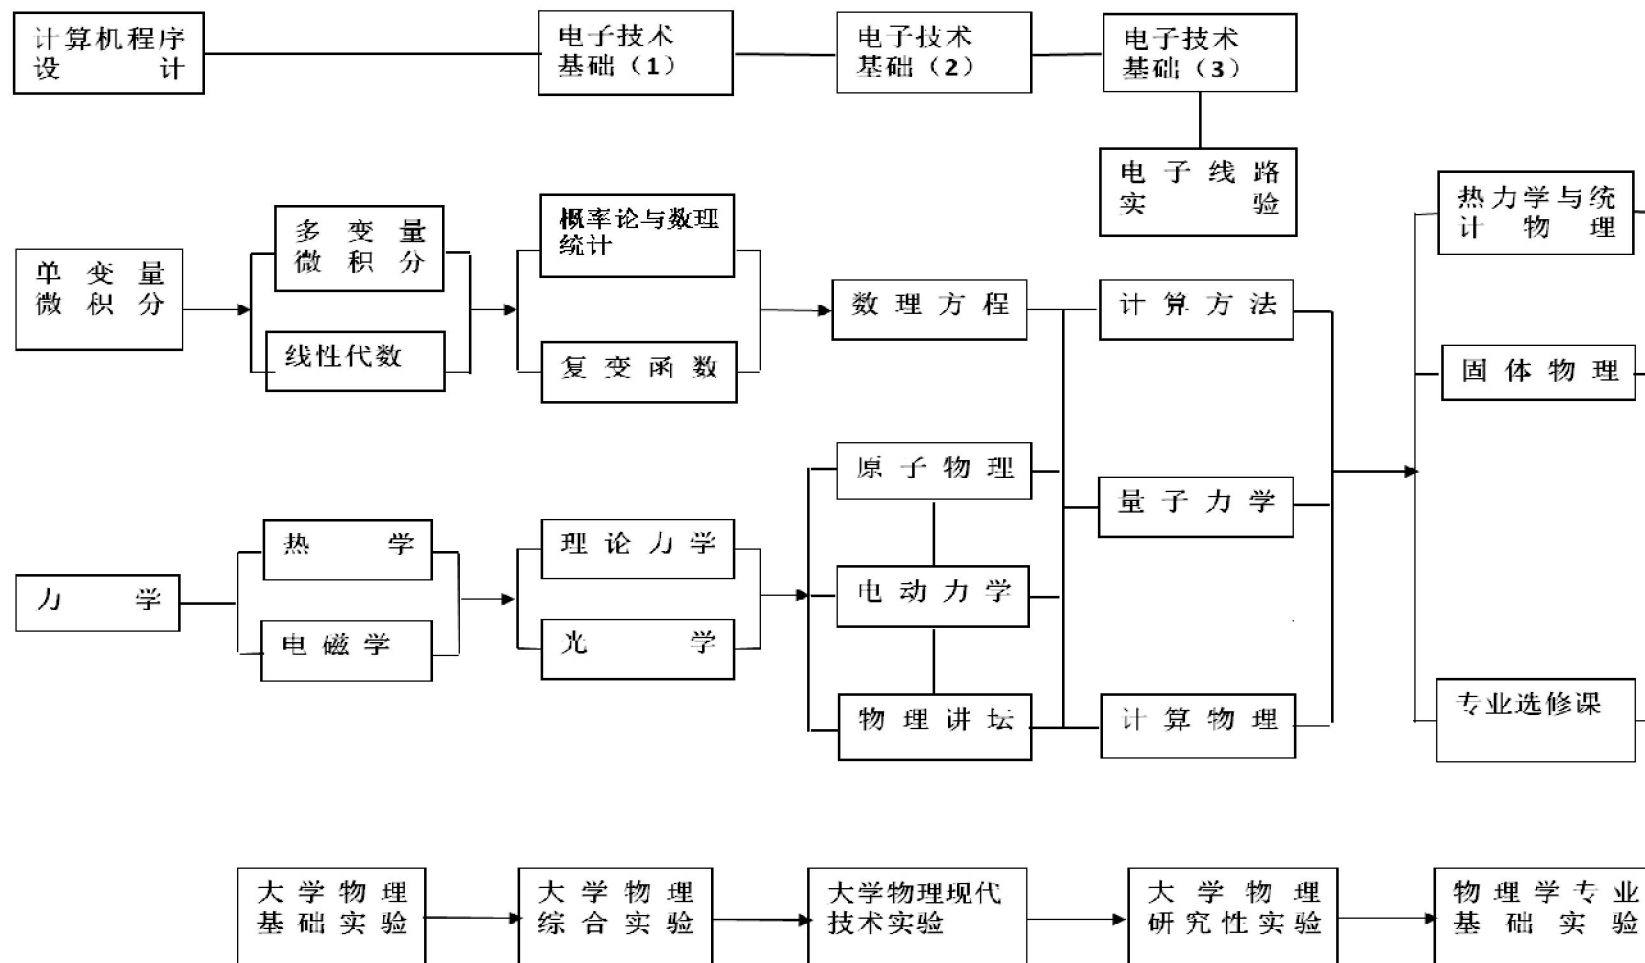 计算机程序
设计
电子技术
基础（1）
电子技术
基础（2）
电子技术
基础（3）
电子线路
实验
热力学与统
计物理
概率论与数理
统计
多变量
微积分
单变量
微积分
数理方程
计算方法
线性代数
复变函数
固体物理
原子物理
量子力学
热学
理论力学
力学
电动力学
电磁学
光学
物理讲坛
计算物理
专业选修课
大学物理
基础实验
大学物理
综合实验
大学物理现代
技术实验
大学物理
研究性实验
物理学专业
基础实验